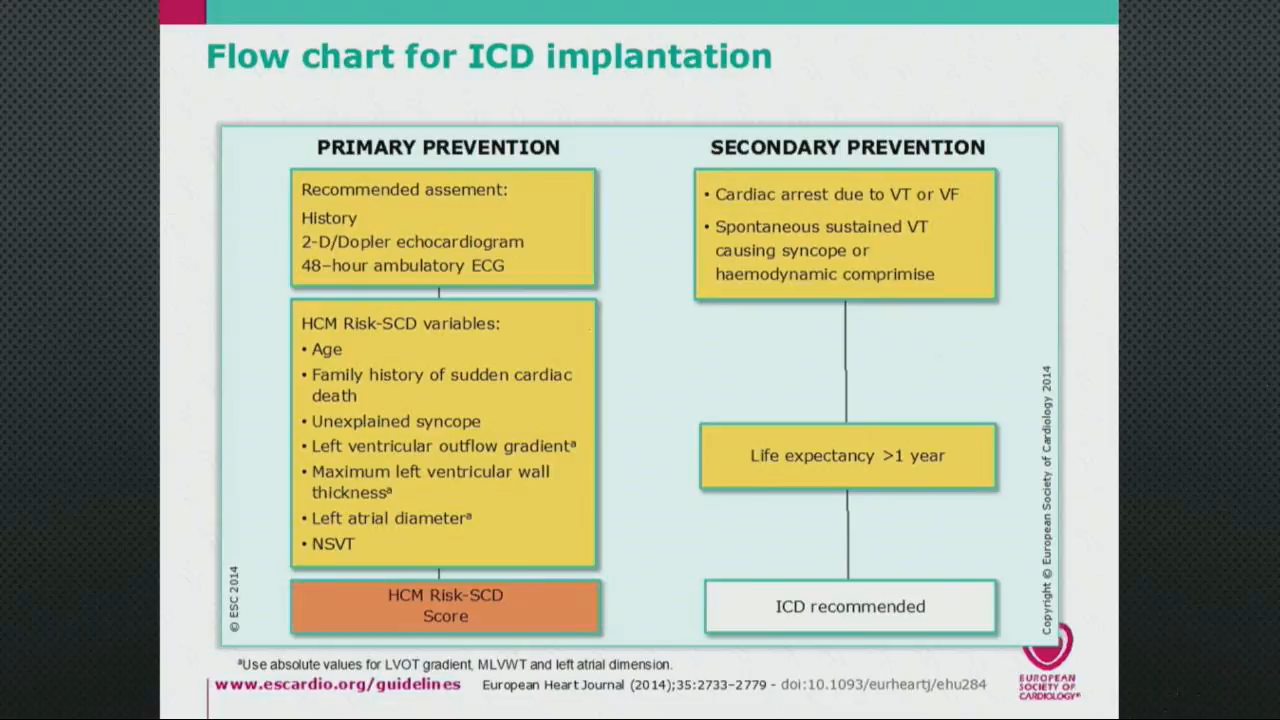 Flow chart for ICD implantation
PRIMARY PREVENTION
Recommended assement:
History
2-D/Dopler echocardiogram
48–hour ambulatory ECG
HCM Risk-SCD variables:
• Age
• Family history of sudden cardiac
death
• Unexplained syncope
• Left ventricular outflow gradientª
• Maximum left ventricular wall
thicknessª
• Left atrial diameterª
• NSVT
HCM Risk-SCD
Score
SECONDARY PREVENTION
• Cardiac arrest due to VT or VF
• Spontaneous sustained VT
causing syncope or
haemodynamic comprimise
Life expectancy >1 year
ICD recommended
© ESC 2014
Copyright © European Society of Cardiology 2014
ªUse absolute values for LVOT gradient, MLVWT and left atrial dimension.
www.escardio.org/guidelines
European Heart Journal (2014);35:2733–2779 - doi:10.1093/eurheartj/ehu284
EUROPEAN
SOCIETY OF
CARDIOLOGY®